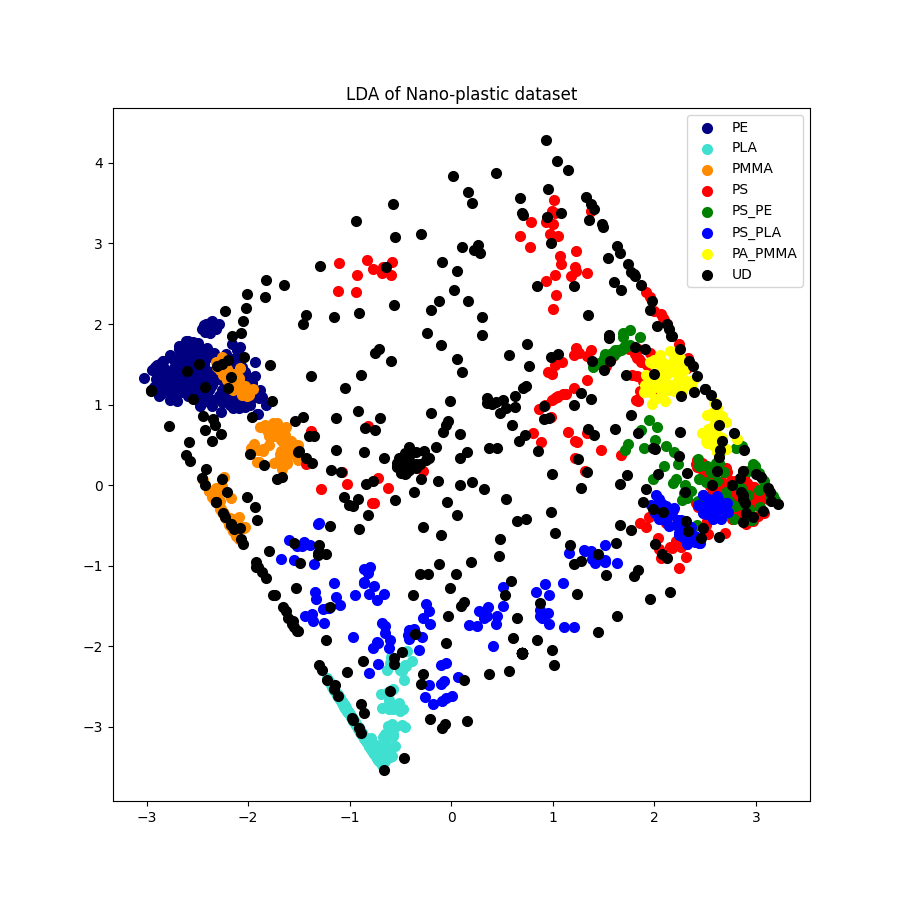 LDA of Nano-plastic dataset
PE
PLA
PMMA
PS
PS_PE
PS_PLA
PA_PMMA
UD
4
3
2
1
0
−1
−2
−3
−3 −2 −1 0 1 2 3